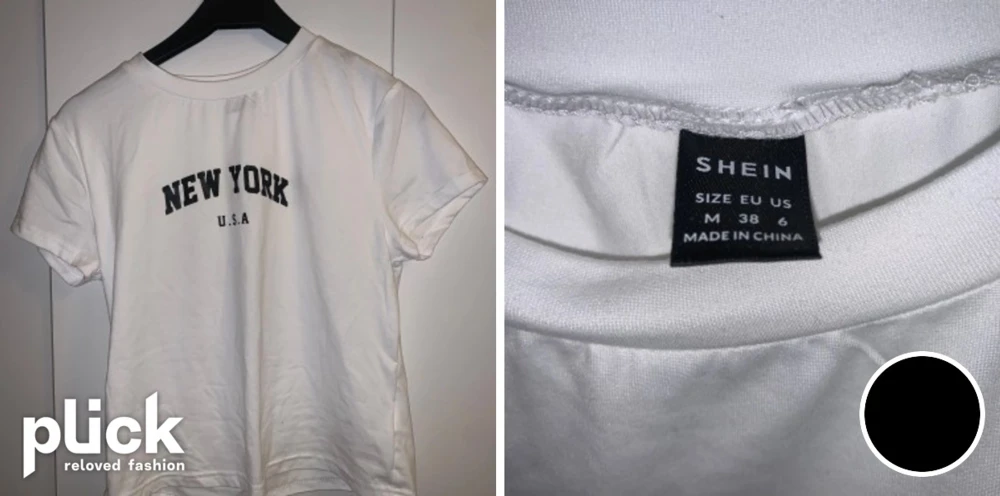 NEW YORK
U.S.A
plick
reloved fashion
SHEIN
SIZE EU US
M 38 6
MADE IN CHINA